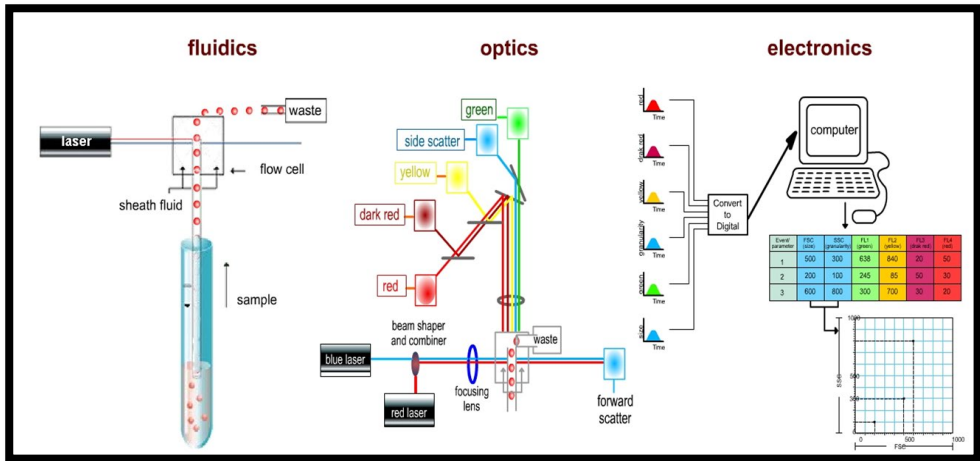 fluidics
waste
laser
flow cell
sheath fluid
sample
optics
green
side scatter
yellow
dark red
red
beam shaper
and combiner
waste
blue laser
focusing
lens
red laser
forward
scatter
electronics
red
Time
drak red
Time
yellow
Time
granularity
Time
green
Time
size
Time
Convert
to
Digital
computer
Event/ parameter FSC (size) SSC (granularity) FL1 (green) FL2 (yellow) FL3 (drak red) FL4 (red)
1 500 300 638 840 20 50
2 200 100 245 85 50 30
3 600 800 300 700 30 20
SSC
1000
500
0
0 500 1000
FSC